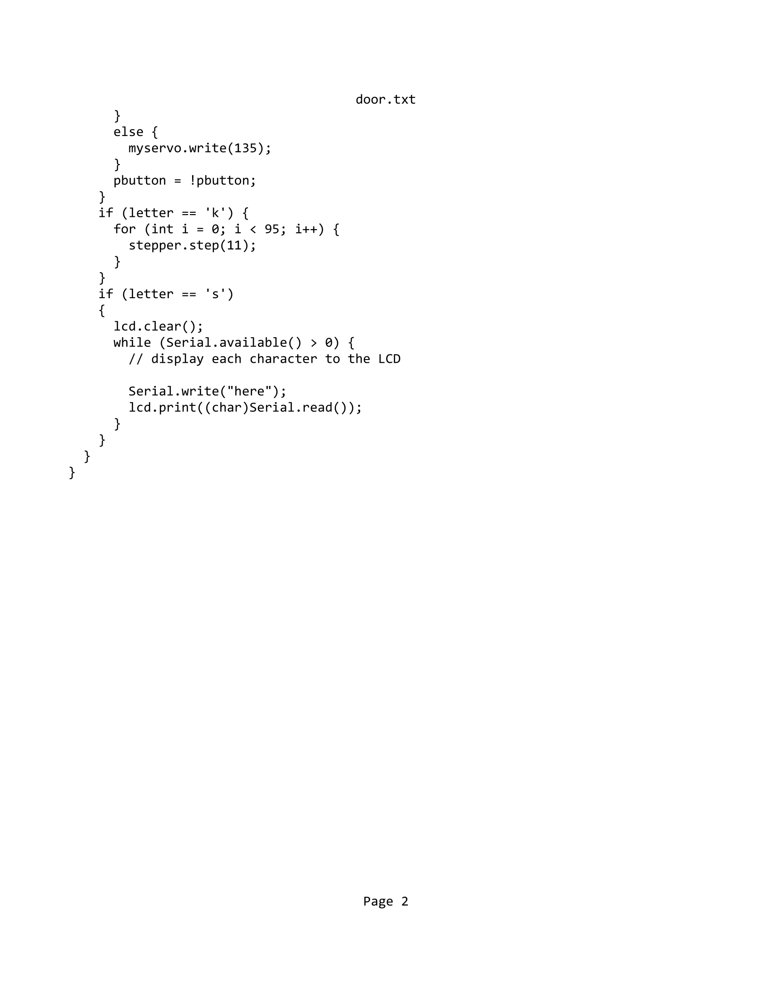 door.txt
      }
      else {
        myservo.write(135);
      }
      pbutton = !pbutton;
    }
    if (letter == 'k') {
      for (int i = 0; i < 95; i++) {
        stepper.step(11);
      }
    }
    if (letter == 's')
    {
      lcd.clear();
      while (Serial.available() > 0) {
        // display each character to the LCD

        Serial.write("here");
        lcd.print((char)Serial.read());
      }
    }
  }
}
Page 2